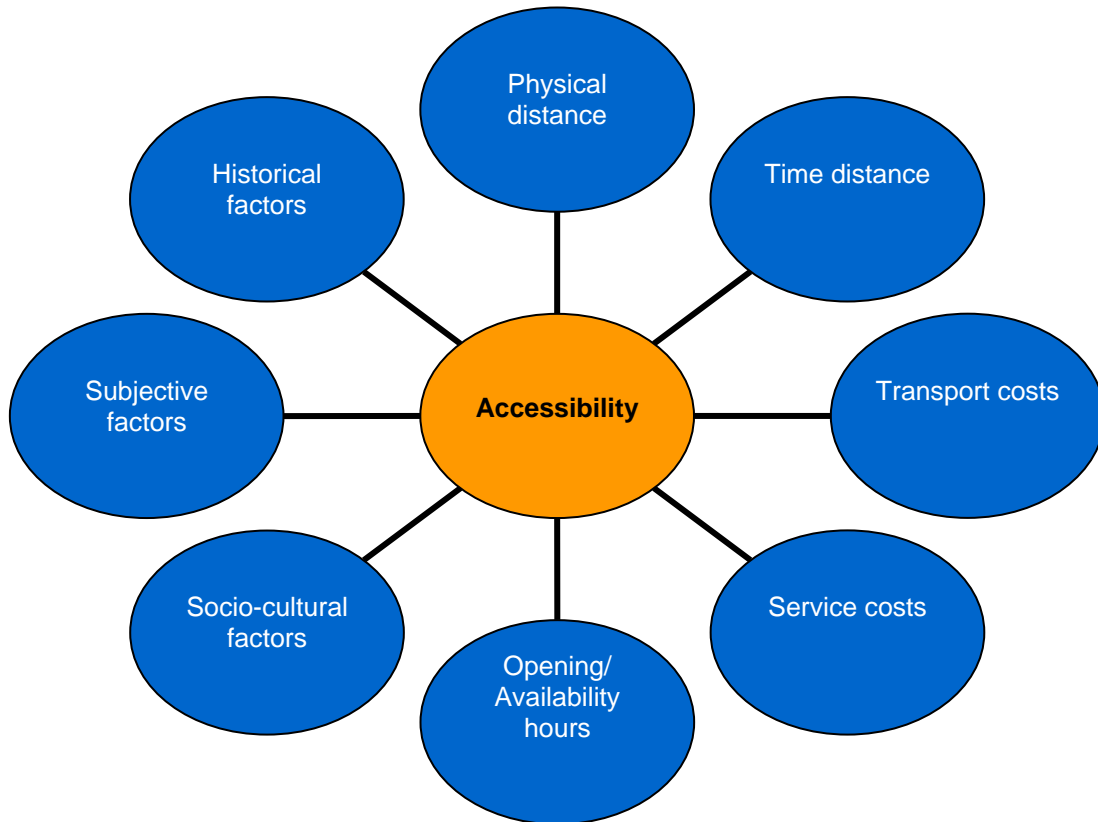 Physical
distance
Historical
factors
Time distance
Subjective
factors
Accessibility
Transport costs
Socio-cultural
factors
Service costs
Opening/
Availability
hours